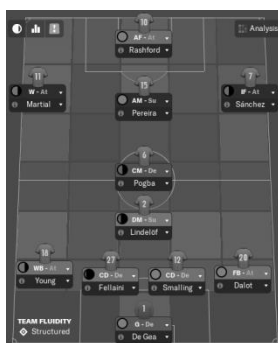 10
AF - At
Rashford
Analysis
11
W - At
Martial
15
AM - Su
Pereira
7
IF - At
Sánchez
6
CM - De
Pogba
2
DM - Su
Lindelöf
18
WB - At
Young
27
CD - De
Fellaini
12
CD - De
Smalling
20
FB - At
Dalot
1
G - De
De Gea
TEAM FLUIDITY
Structured